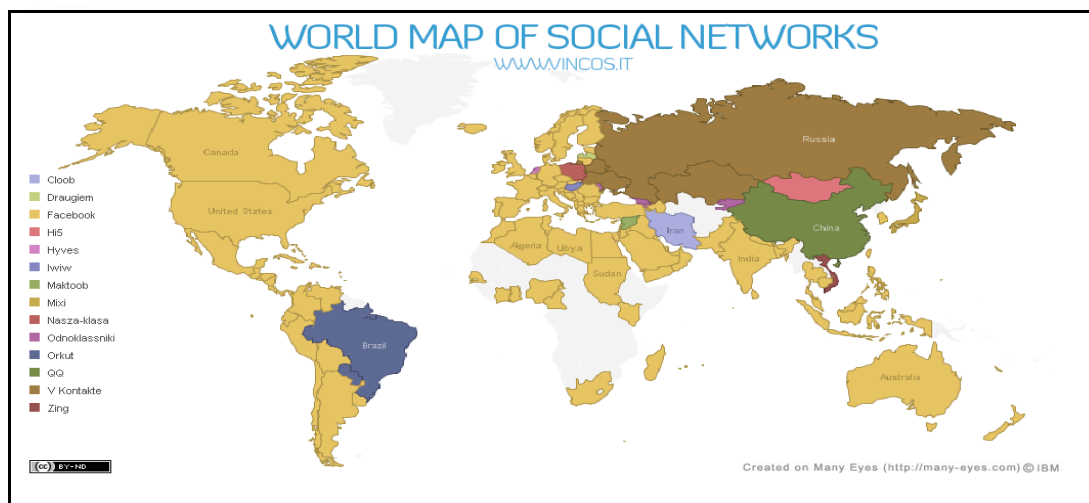 WORLD MAP OF SOCIAL NETWORKS
WWW.VINCOS.IT
Canada
United States
Russia
China
Iran
India
Algeria
Libya
Sudan
Brazil
Australia
Cloob
Draugiem
Facebook
Hi5
Hyves
Iwiw
Maktoob
Mixi
Nasza-klasa
Odnoklassniki
Orkut
QQ
V Kontakte
Zing
(cc) BY-ND
Created on Many Eyes (http://many-eyes.com) © IBM